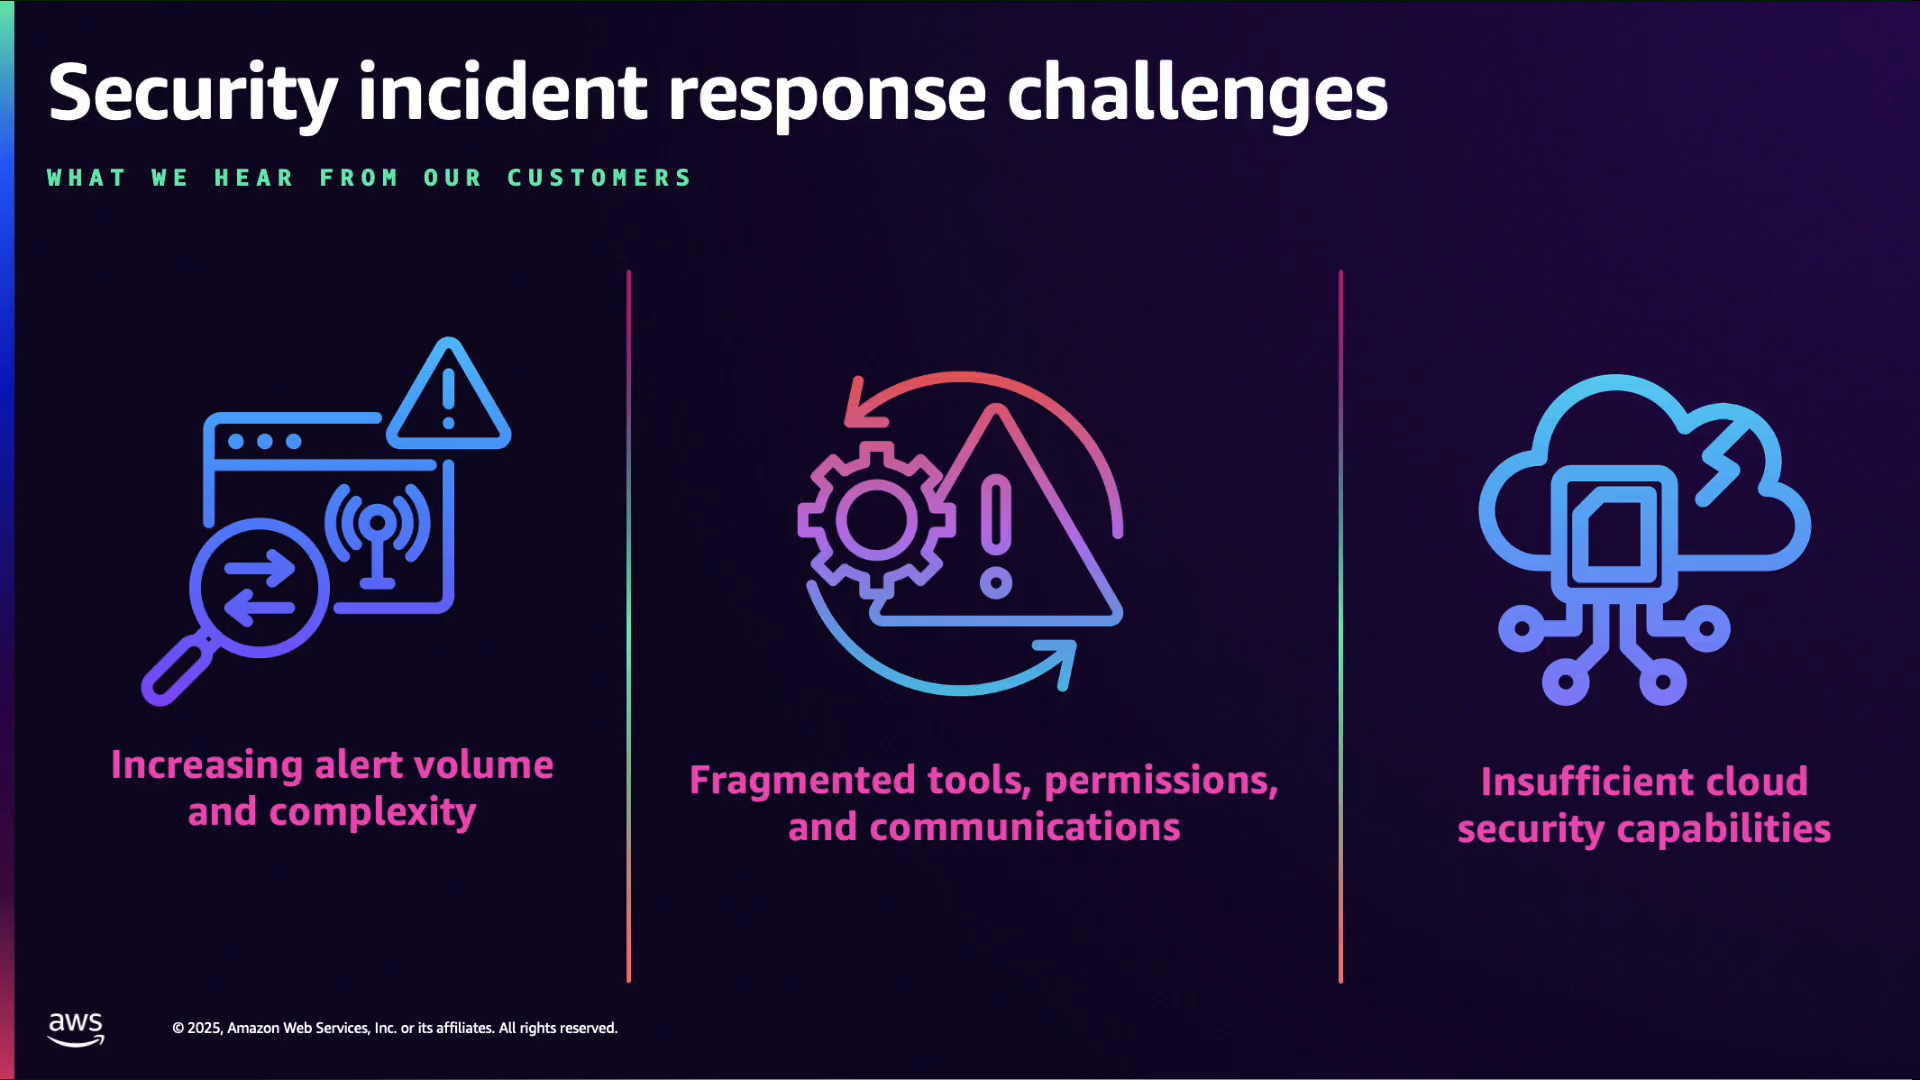 Security incident response challenges
WHAT WE HEAR FROM OUR CUSTOMERS
Increasing alert volume
and complexity
Fragmented tools, permissions,
and communications
Insufficient cloud
security capabilities
aws
© 2025, Amazon Web Services, Inc. or its affiliates. All rights reserved.